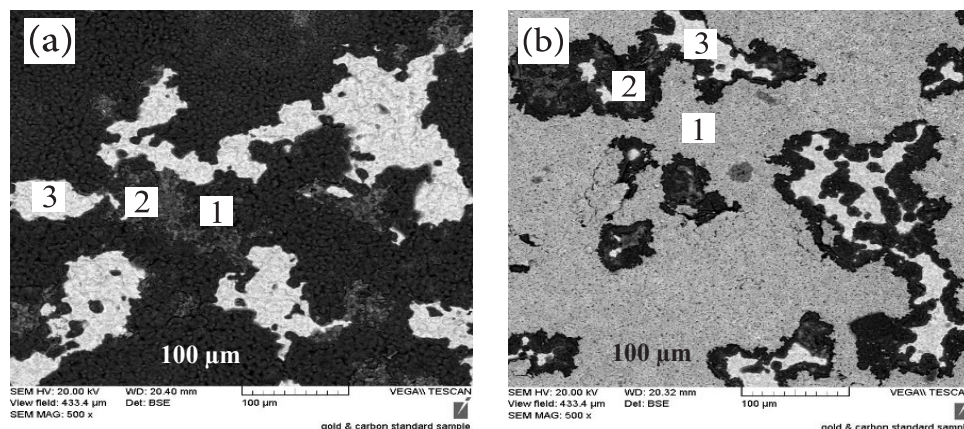 (a)
3
2
1
100 μm
SEM HV: 20.00 kV WD: 20.40 mm
View field: 433.4 μm Det: BSE 100 μm
SEM MAG: 500 x
VEGA\\ TESCAN
gold & carbon standard sample
(b)
3
2
1
100 μm
SEM HV: 20.00 kV WD: 20.32 mm
View field: 433.4 μm Det: BSE 100 μm
SEM MAG: 500 x
VEGA\\ TESCAN
gold & carbon standard sample